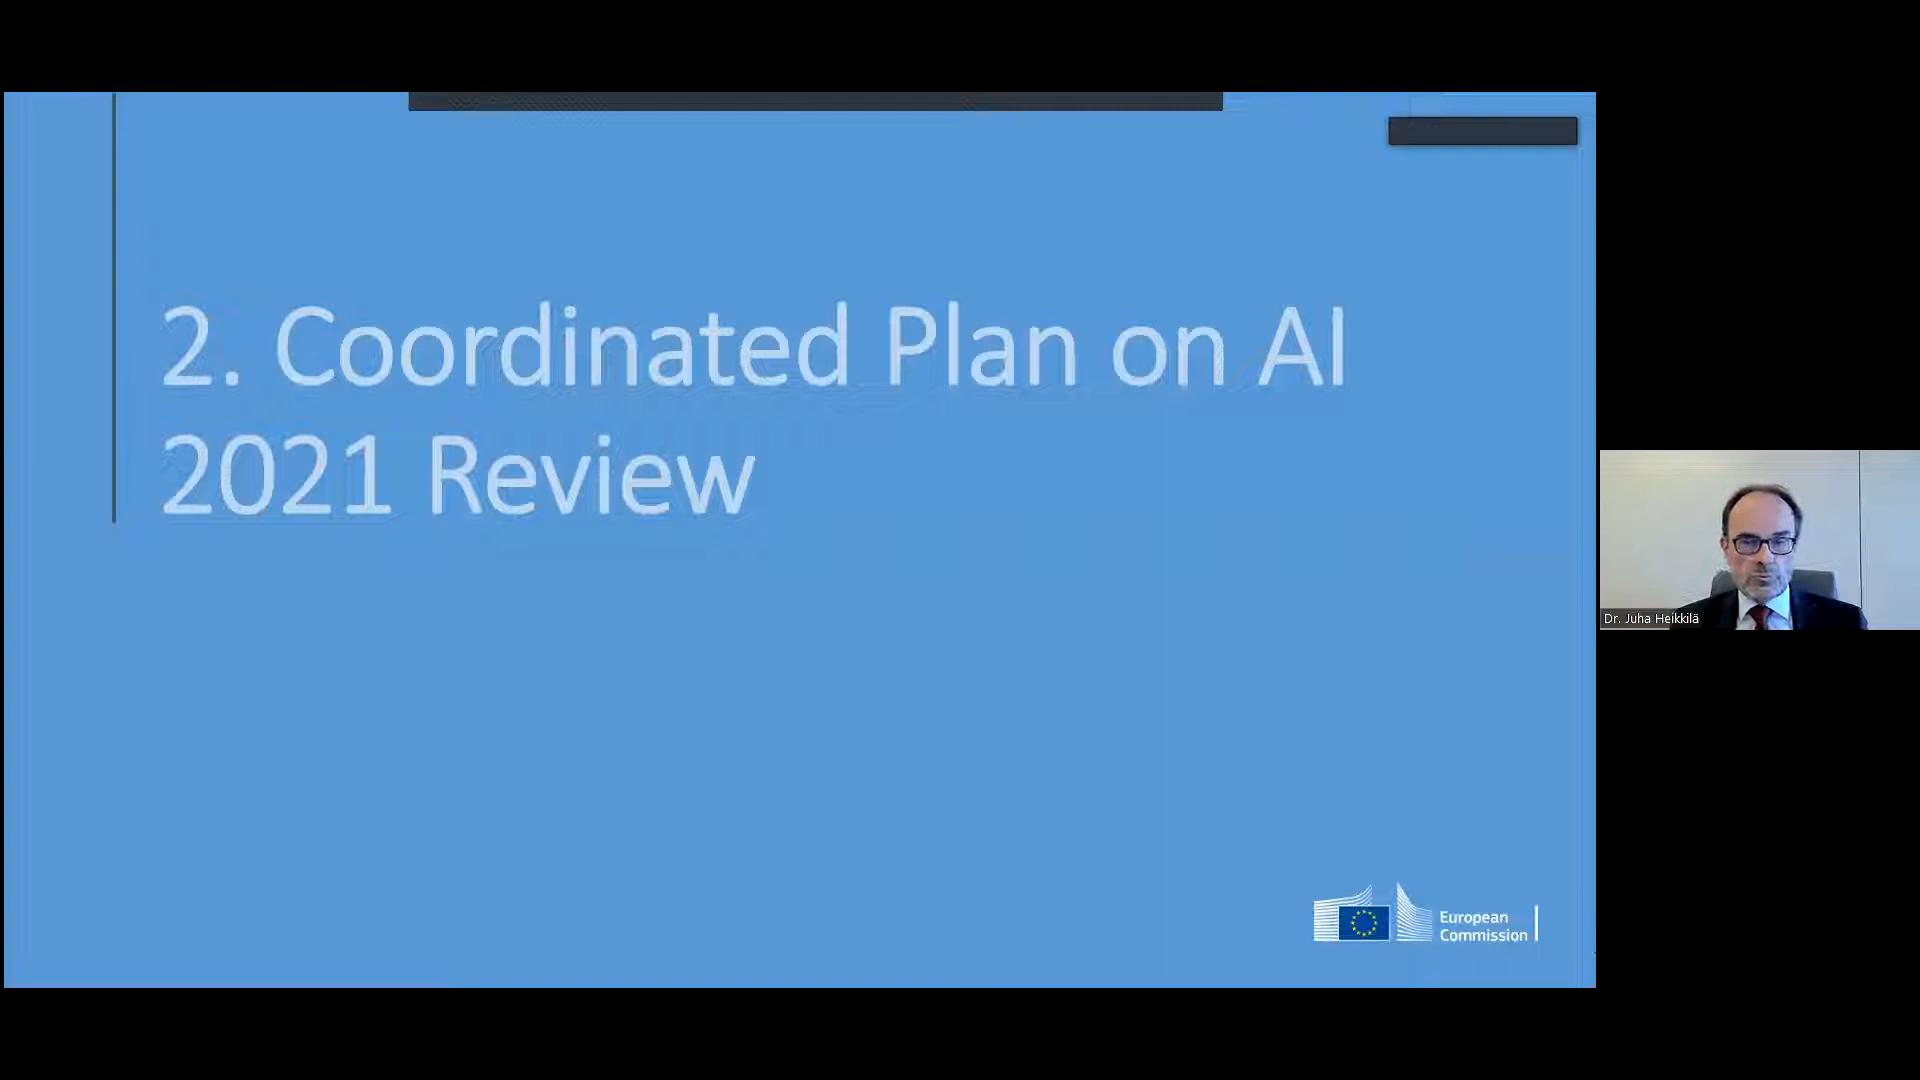 2. Coordinated Plan on AI
2021 Review
European
Commission
Dr. Juha Heikkilä